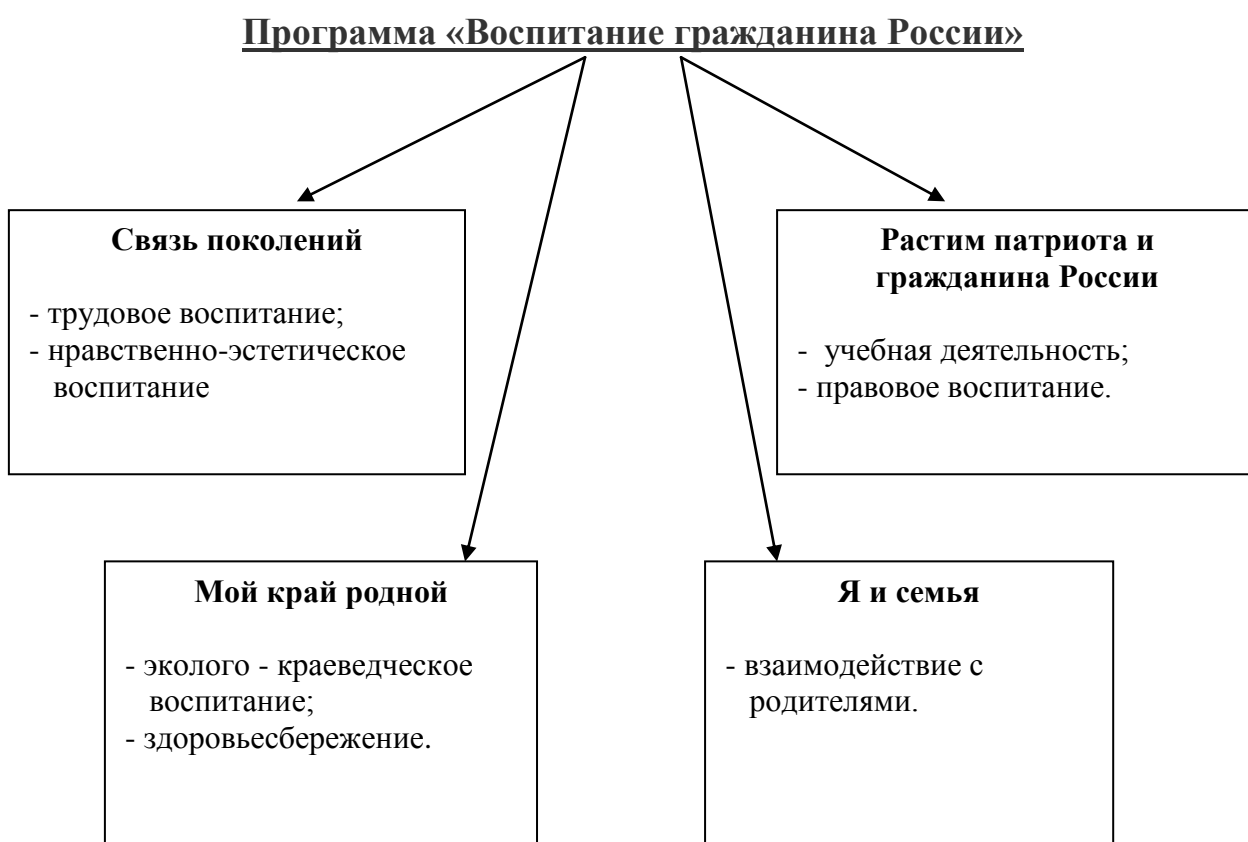 Программа «Воспитание гражданина России»
Связь поколений
- трудовое воспитание;
- нравственно-эстетическое
воспитание
Растим патриота и
гражданина России
- учебная деятельность;
- правовое воспитание.
Мой край родной
- эколого - краеведческое
воспитание;
- здоровьесбережение.
Я и семья
- взаимодействие с
родителями.